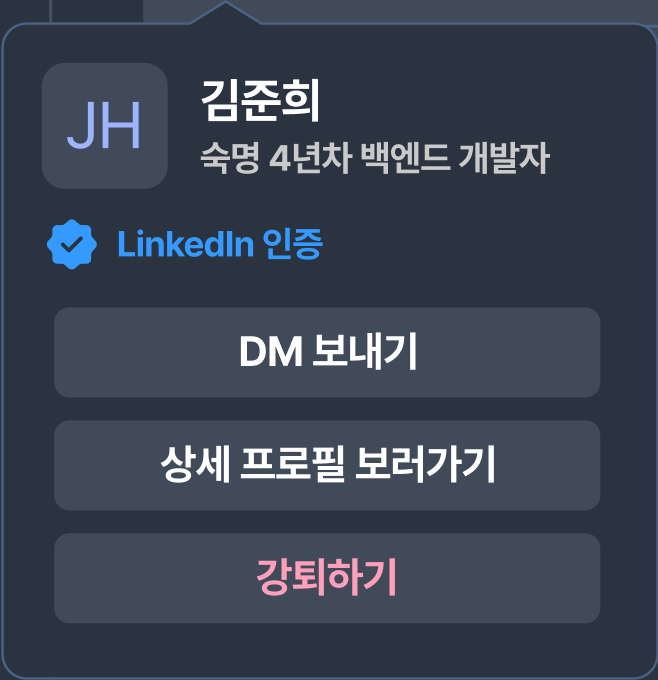 JH
김준희
숙명 4년차 백엔드 개발자
LinkedIn 인증
DM 보내기
상세 프로필 보러가기
강퇴하기